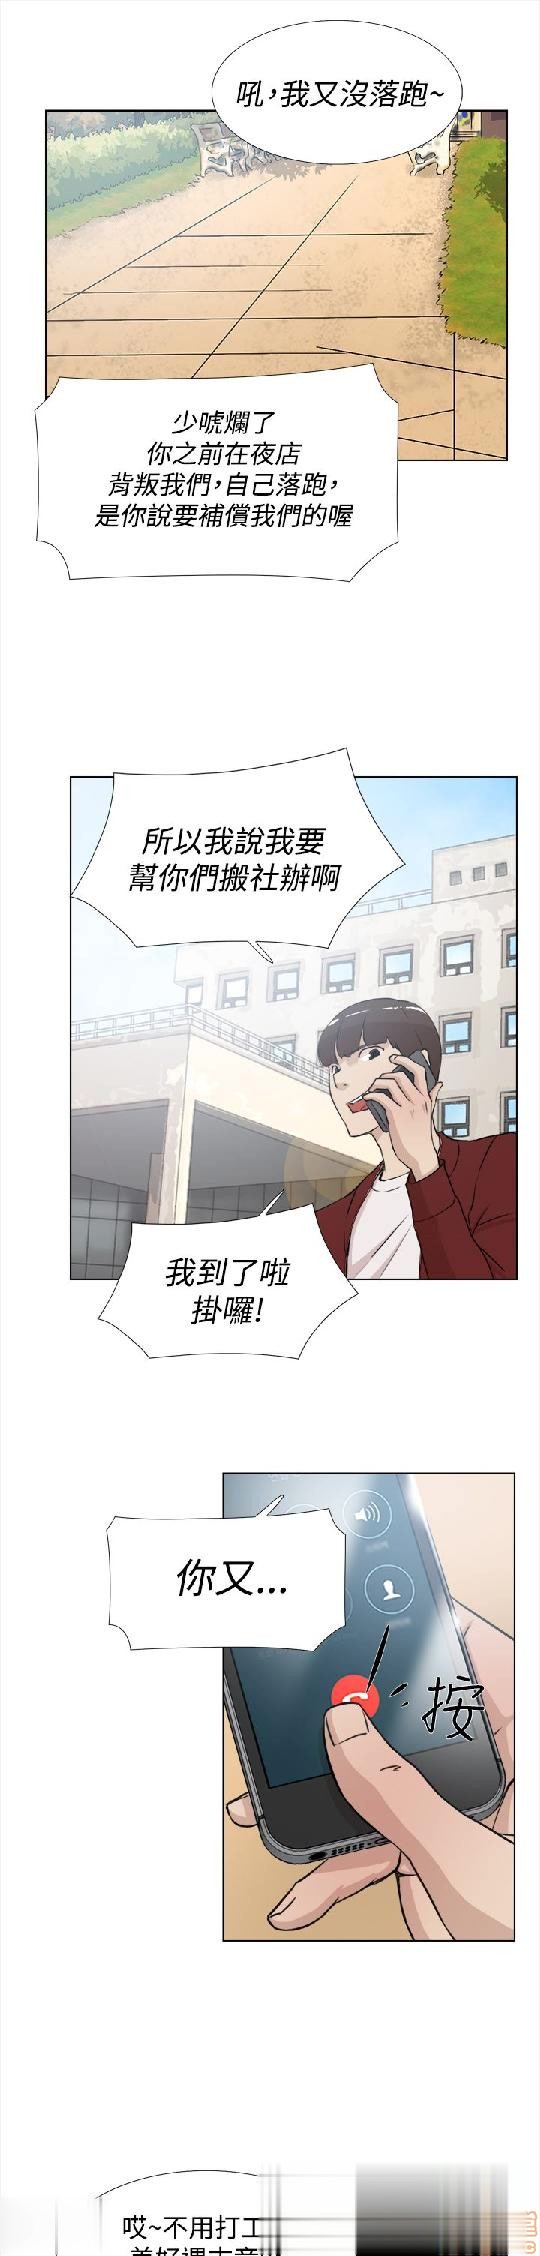 吼，我又沒落跑~
少唬爛了
你之前在夜店
背叛我們，自己落跑，
是你說要補償我們的喔
所以我說我要
幫你們搬社辦啊
我到了啦
掛囉!
你又...
按
哎~不用打工